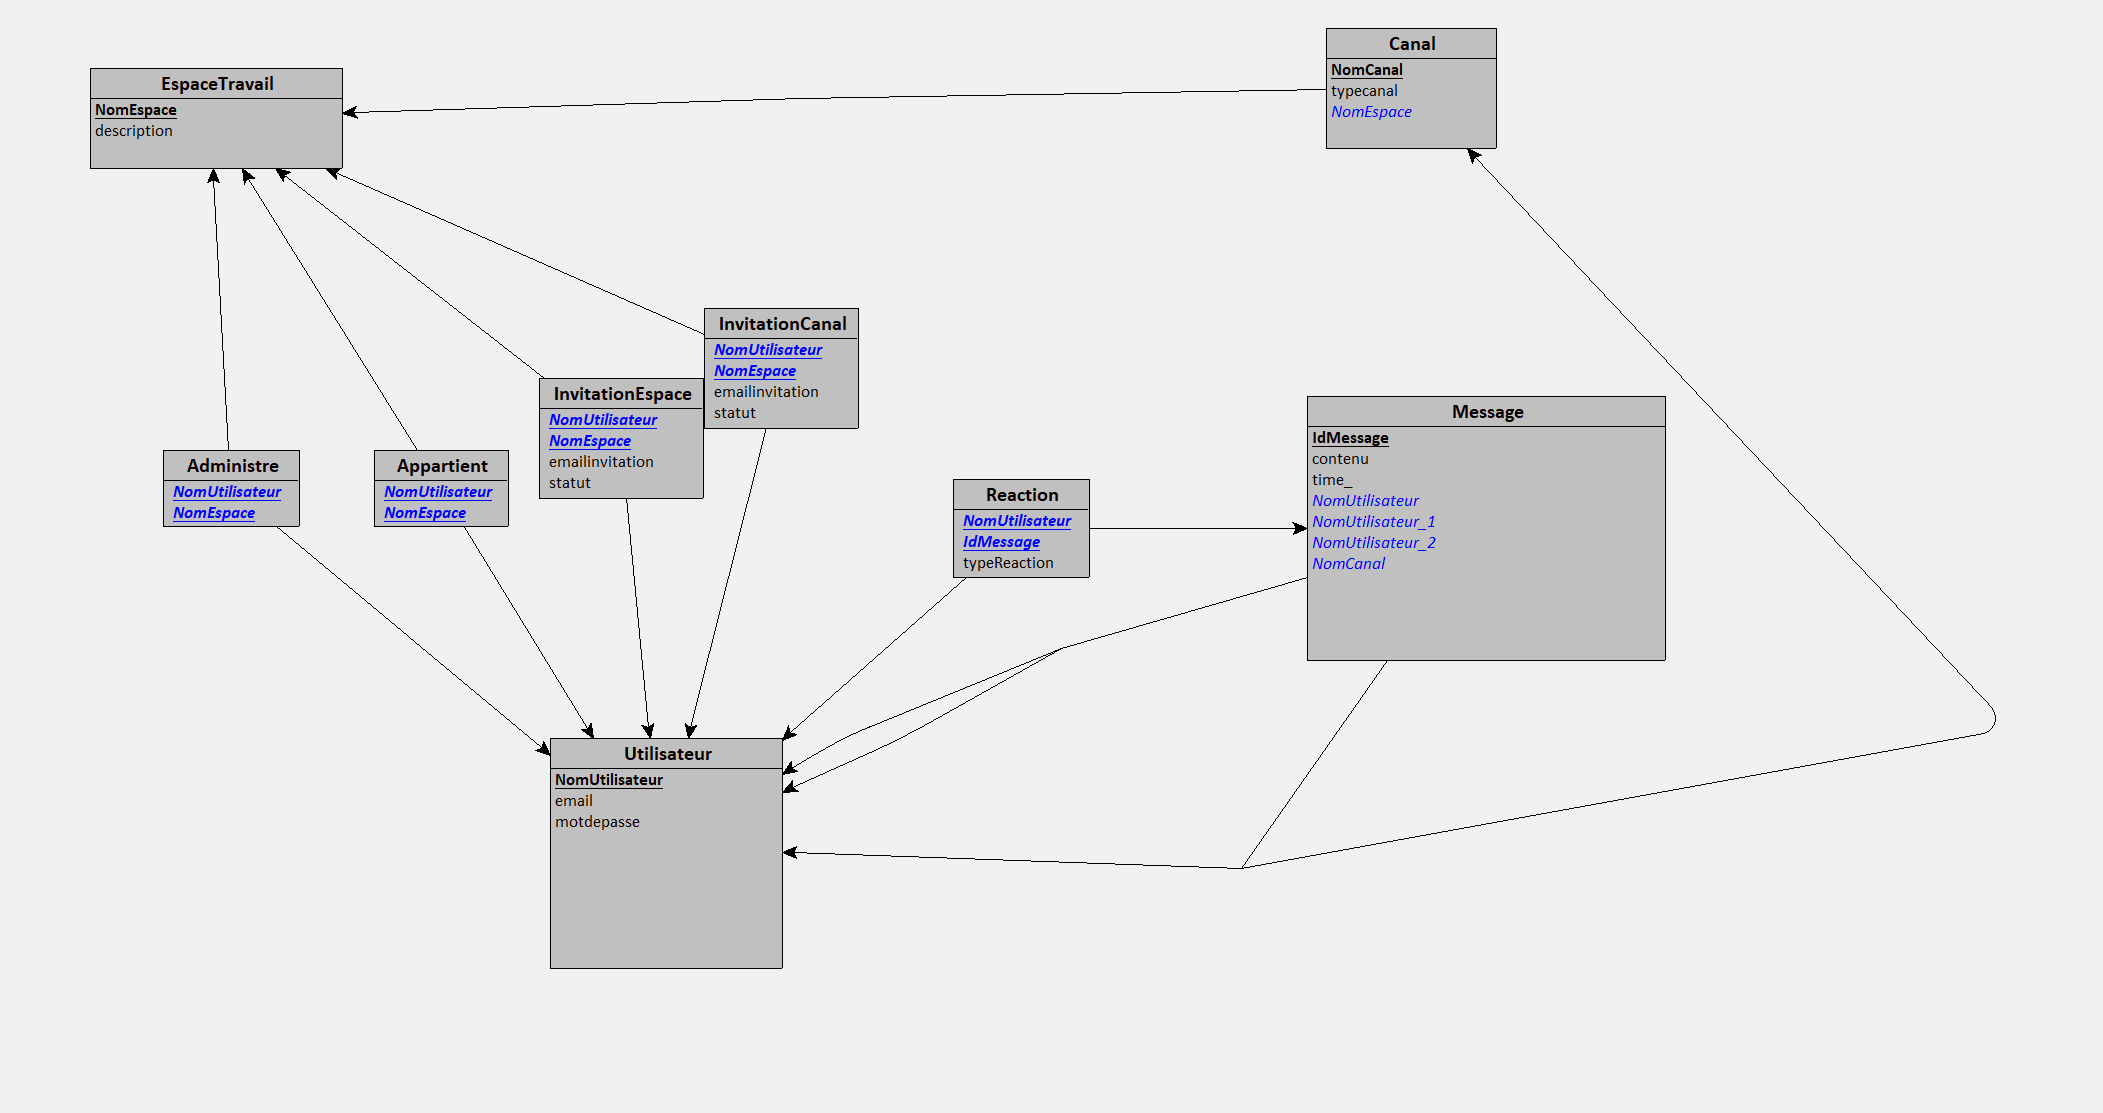 Canal
NomCanal
typecanal
NomEspace
EspaceTravail
NomEspace
description
InvitationCanal
NomUtilisateur
NomEspace
emailinvitation
statut
InvitationEspace
NomUtilisateur
NomEspace
emailinvitation
statut
Message
IdMessage
contenu
time_
NomUtilisateur
NomUtilisateur_1
NomUtilisateur_2
NomCanal
Administre
NomUtilisateur
NomEspace
Appartient
NomUtilisateur
NomEspace
Reaction
NomUtilisateur
IdMessage
typeReaction
Utilisateur
NomUtilisateur
email
motdepasse